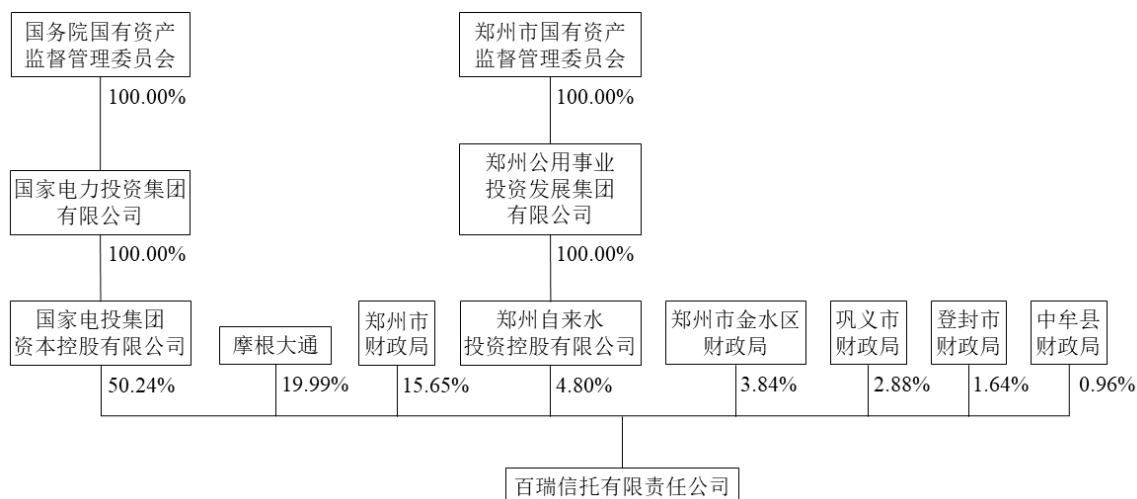 国务院国有资产
监督管理委员会
郑州市国有资产
监督管理委员会
100.00%
100.00%
国家电力投资集团
有限公司
郑州公用事业
投资发展集团
有限公司
100.00%
100.00%
国家电投集团
资本控股有限公司
摩根大通
郑州市
财政局
郑州自来水
投资控股有限公司
郑州市金水区
财政局
巩义市
财政局
登封市
财政局
中牟县
财政局
50.24%
19.99%
15.65%
4.80%
3.84%
2.88%
1.64%
0.96%
百瑞信托有限责任公司